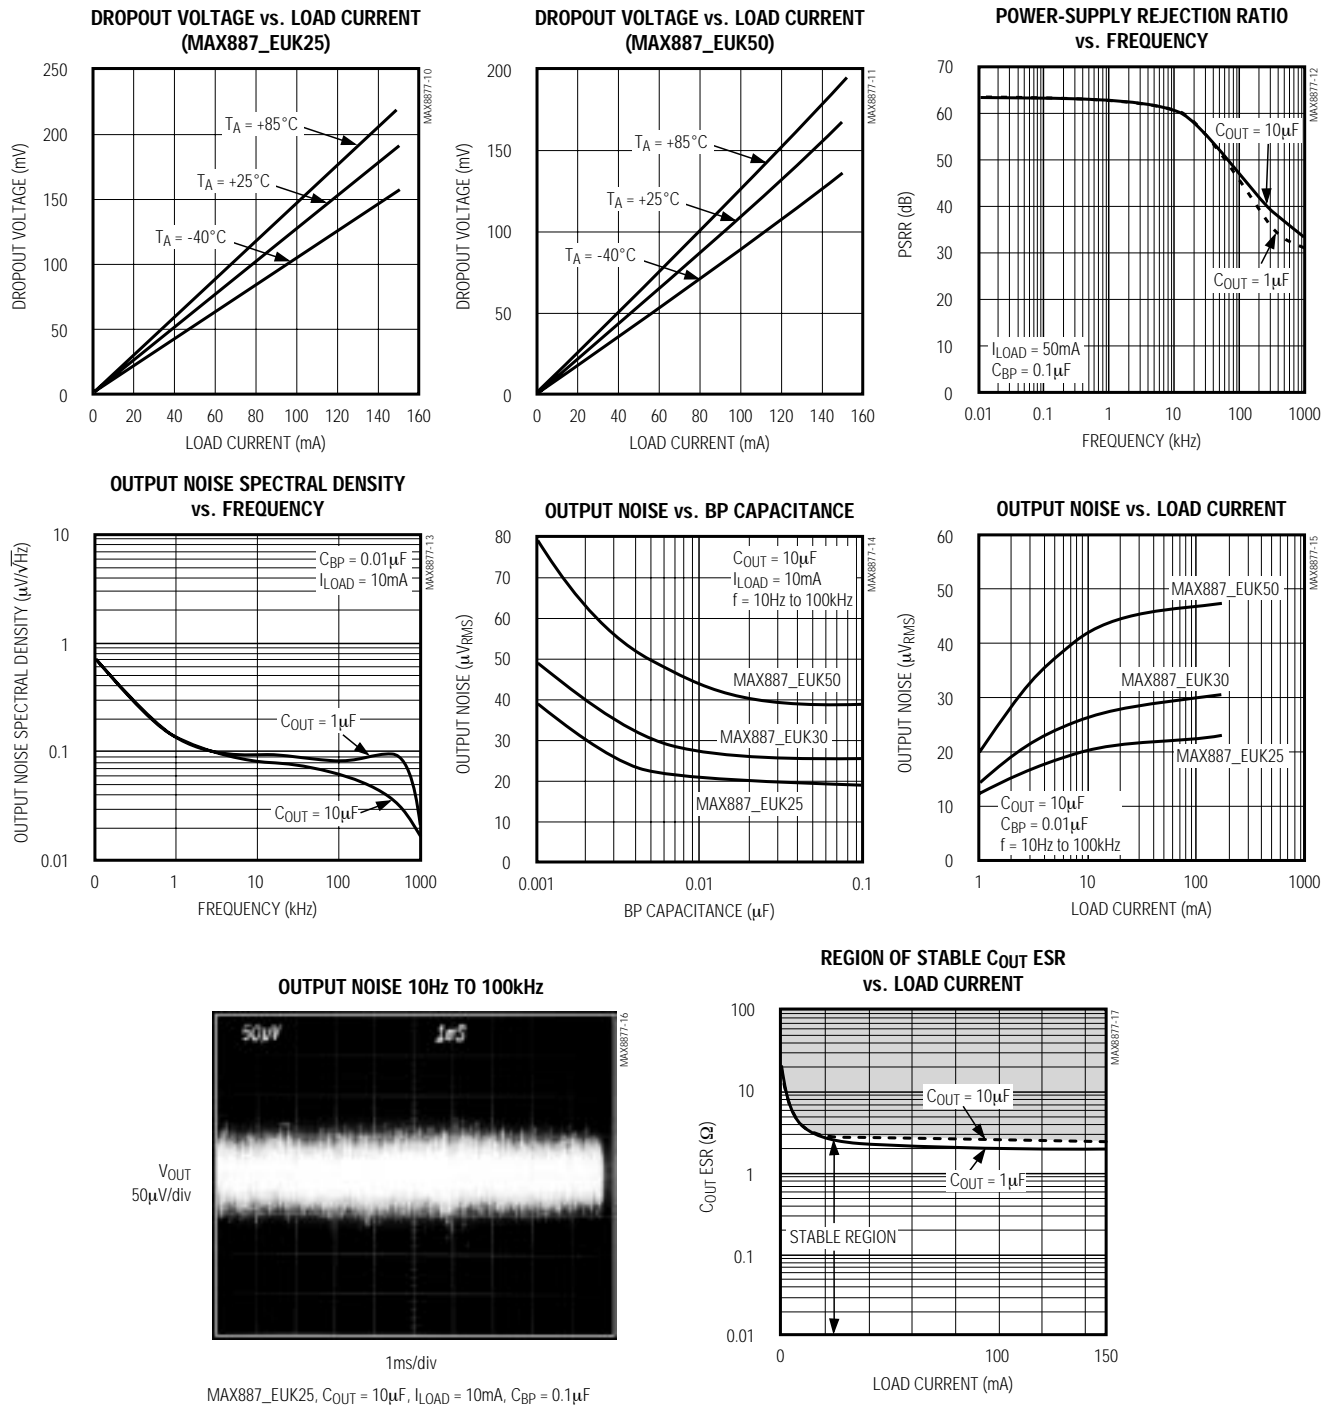 DROPOUT VOLTAGE vs. LOAD CURRENT
(MAX887_EUK25)
250
200
150
100
50
0
DROPOUT VOLTAGE (mV)
TA = +85°C
TA = +25°C
TA = -40°C
0 20 40 60 80 100 120 140 160
LOAD CURRENT (mA)
MAX8877-10
DROPOUT VOLTAGE vs. LOAD CURRENT
(MAX887_EUK50)
200
150
100
50
0
DROPOUT VOLTAGE (mV)
TA = +85°C
TA = +25°C
TA = -40°C
0 20 40 60 80 100 120 140 160
LOAD CURRENT (mA)
MAX8877-11
POWER-SUPPLY REJECTION RATIO
vs. FREQUENCY
70
60
50
40
30
20
10
0
PSRR (dB)
COUT = 10µF
COUT = 1µF
ILOAD = 50mA
CBP = 0.1µF
0.01 0.1 1 10 100 1000
FREQUENCY (kHz)
MAX8877-12
OUTPUT NOISE SPECTRAL DENSITY
vs. FREQUENCY
10
1
0.1
0.01
OUTPUT NOISE SPECTRAL DENSITY (µV/√Hz)
CBP = 0.01µF
ILOAD = 10mA
COUT = 1µF
COUT = 10µF
0 1 10 100 1000
FREQUENCY (kHz)
MAX8877-13
OUTPUT NOISE vs. BP CAPACITANCE
80
70
60
50
40
30
20
10
0
OUTPUT NOISE (µVRMS)
COUT = 10µF
ILOAD = 10mA
f = 10Hz to 100kHz
MAX887_EUK50
MAX887_EUK30
MAX887_EUK25
0.001 0.01 0.1
BP CAPACITANCE (µF)
MAX8877-14
OUTPUT NOISE vs. LOAD CURRENT
60
50
40
30
20
10
0
OUTPUT NOISE (µVRMS)
MAX887_EUK50
MAX887_EUK30
MAX887_EUK25
COUT = 10µF
CBP = 0.01µF
f = 10Hz to 100kHz
1 10 100 1000
LOAD CURRENT (mA)
MAX8877-15
OUTPUT NOISE 10Hz TO 100kHz
50µV 1mS
VOUT
50µV/div
1ms/div
MAX887_EUK25, COUT = 10µF, ILOAD = 10mA, CBP = 0.1µF
MAX8877-16
REGION OF STABLE COUT ESR
vs. LOAD CURRENT
100
10
1
0.1
0.01
COUT ESR (Ω)
COUT = 10µF
COUT = 1µF
STABLE REGION
0 100 150
LOAD CURRENT (mA)
MAX8877-17